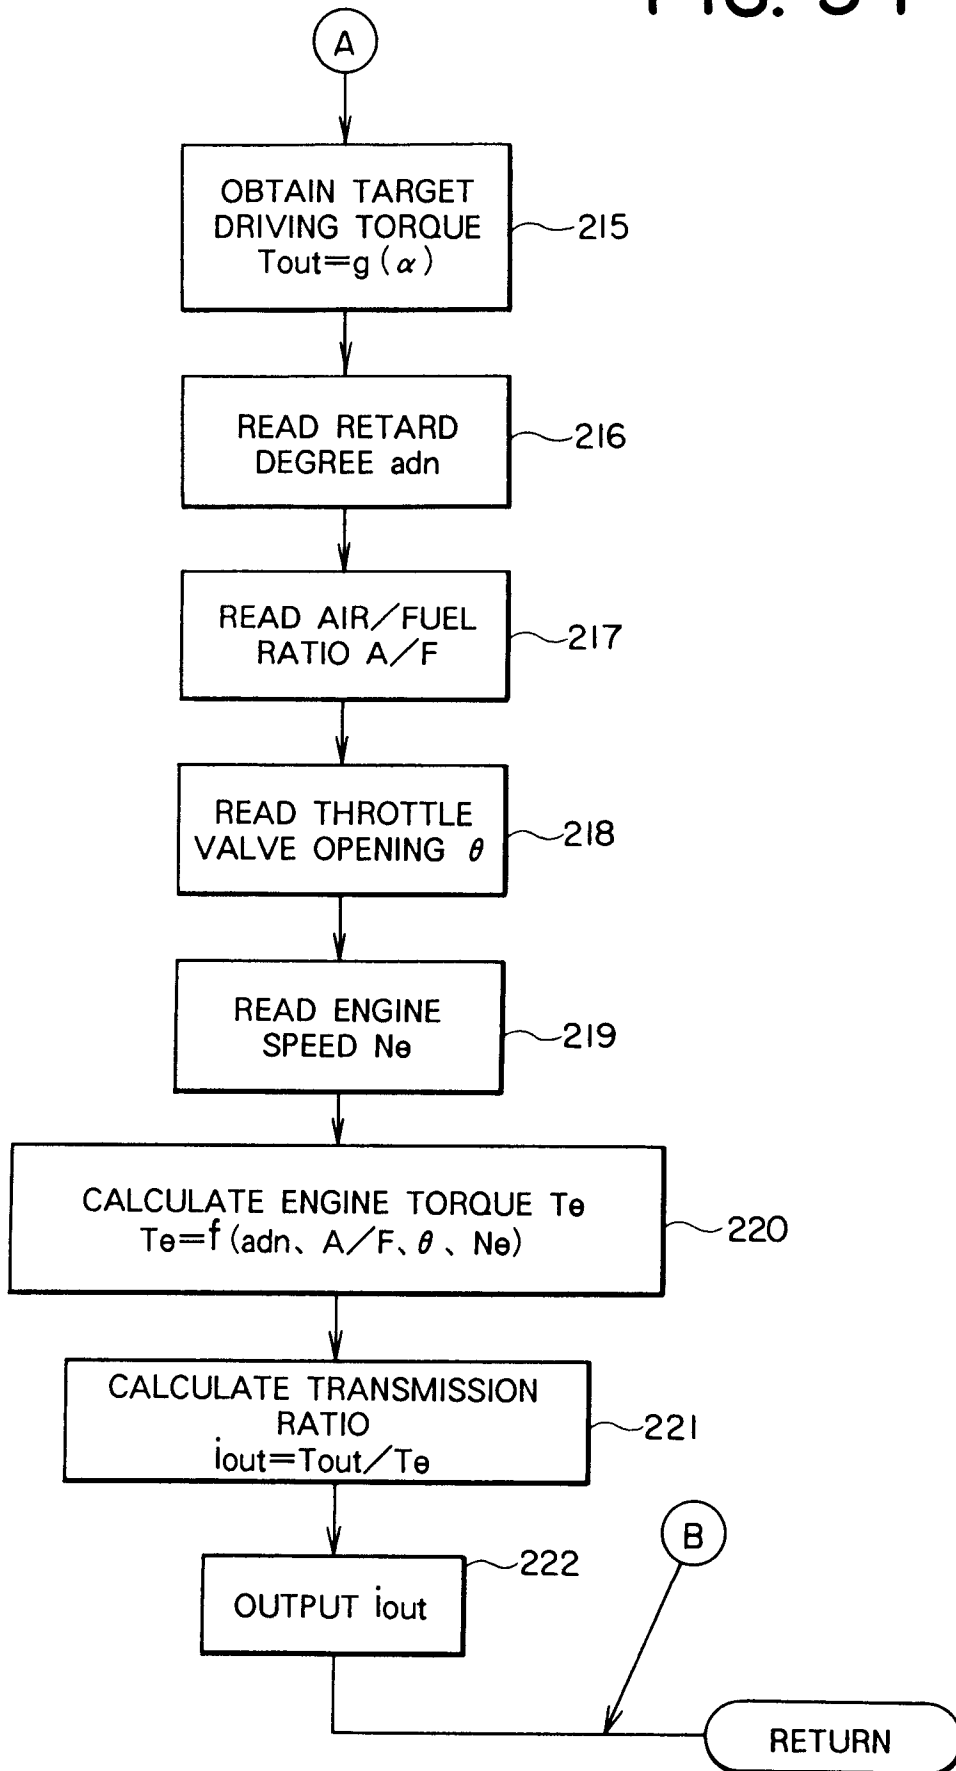 A
OBTAIN TARGET
DRIVING TORQUE
Tout=g(α)
215
READ RETARD
DEGREE adn
216
READ AIR/FUEL
RATIO A/F
217
READ THROTTLE
VALVE OPENING θ
218
READ ENGINE
SPEED Ne
219
CALCULATE ENGINE TORQUE Te
Te=f(adn、A/F、θ、Ne)
220
CALCULATE TRANSMISSION
RATIO
iout=Tout/Te
221
B
222
OUTPUT iout
RETURN